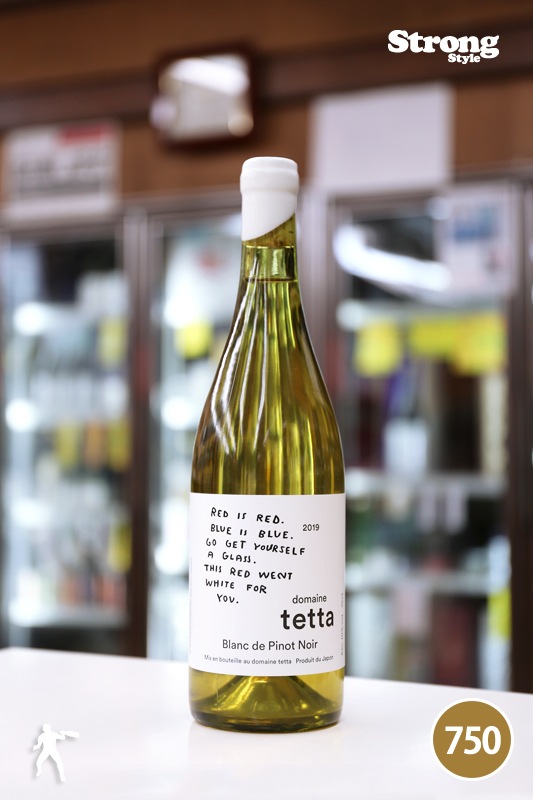 Strong
Style
RED IS RED.
BLUE IS BLUE.
2019
GO GET YOURSELF
A GLASS.
THIS RED WENT
WHITE FOR
YOU.
domaine
tetta
Blanc de Pinot Noir
Mis en bouteille au domaine tetta Produit du Japon
750